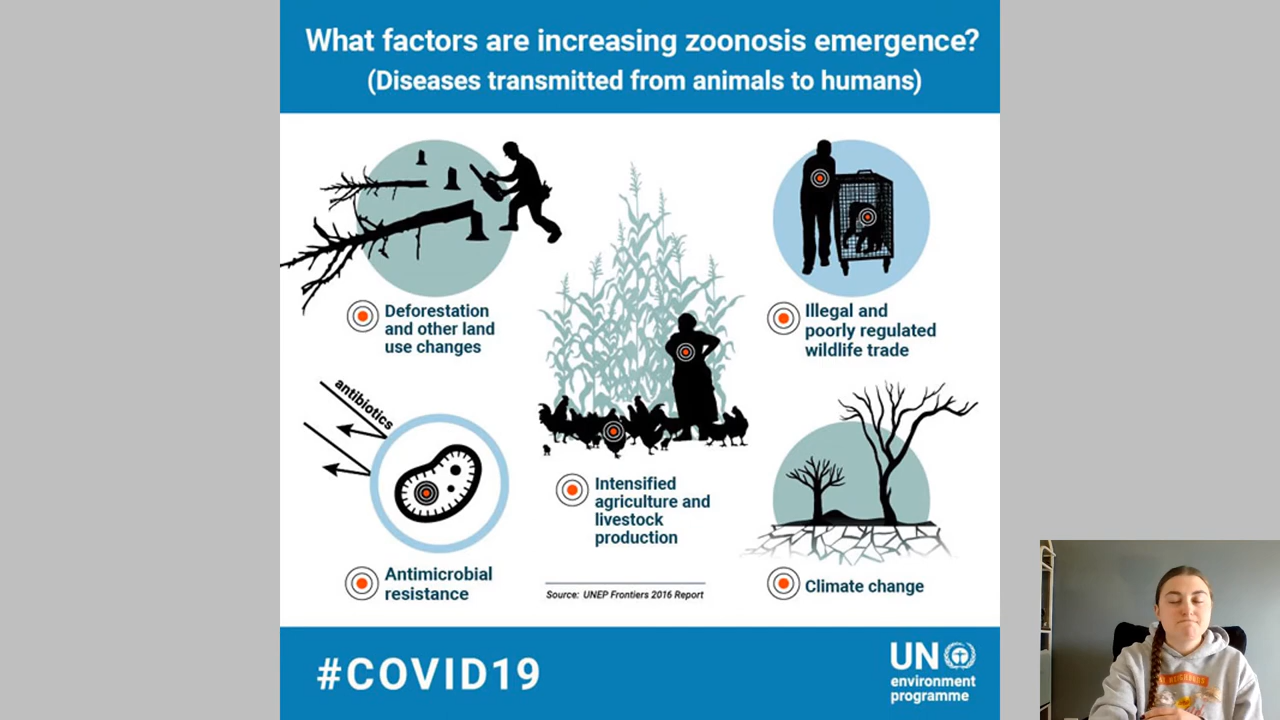 What factors are increasing zoonosis emergence?
(Diseases transmitted from animals to humans)
Deforestation
and other land
use changes
Illegal and
poorly regulated
wildlife trade
antibiotics
Intensified
agriculture and
livestock
production
Antimicrobial
resistance
Climate change
Source: UNEP Frontiers 2016 Report
#COVID19
UN
environment
programme